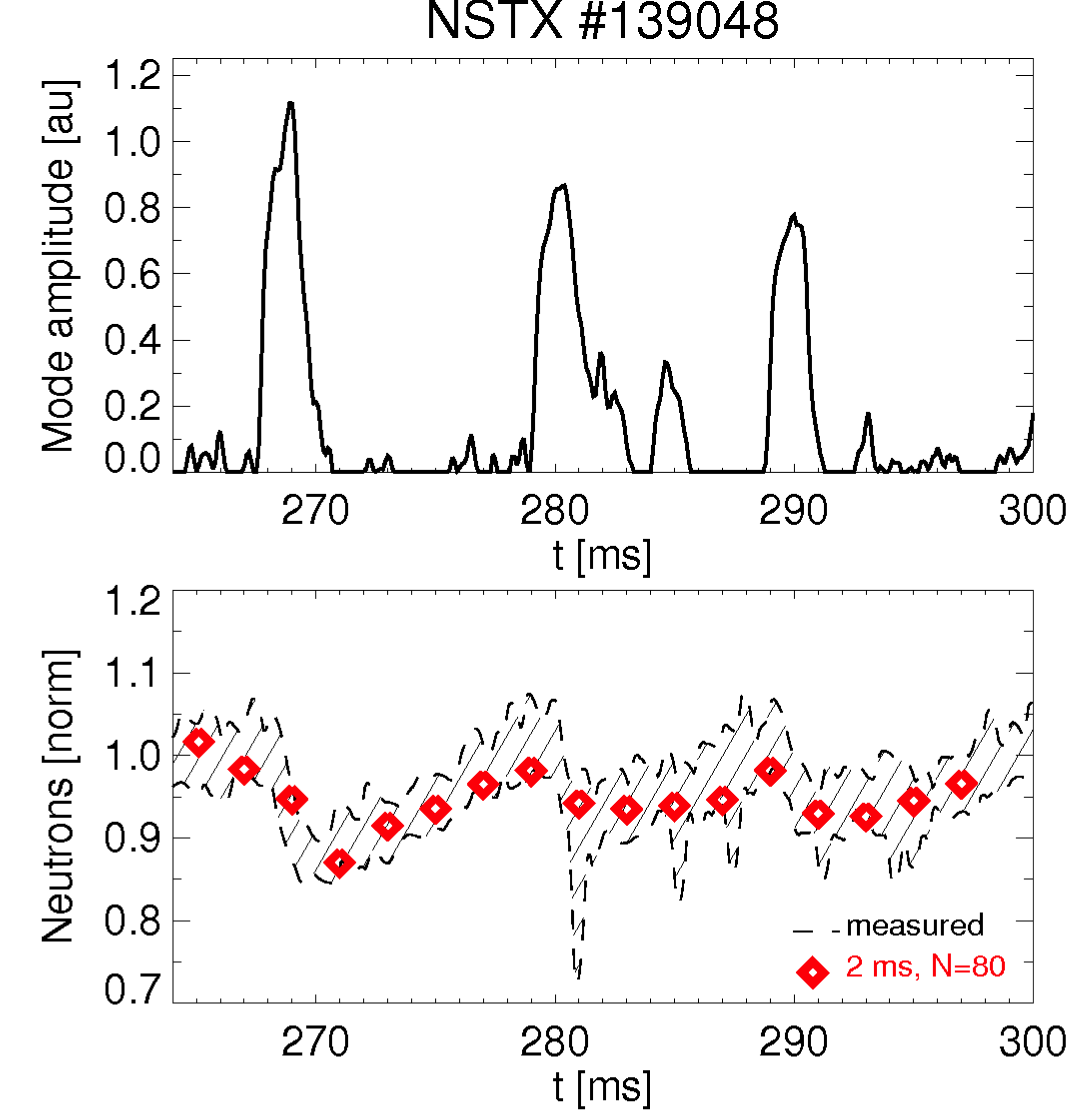 NSTX #139048
Mode amplitude [au]
1.2
1.0
0.8
0.6
0.4
0.2
0.0
270 280 290 300
t [ms]
Neutrons [norm]
1.2
1.1
1.0
0.9
0.8
0.7
measured
2 ms, N=80
270 280 290 300
t [ms]